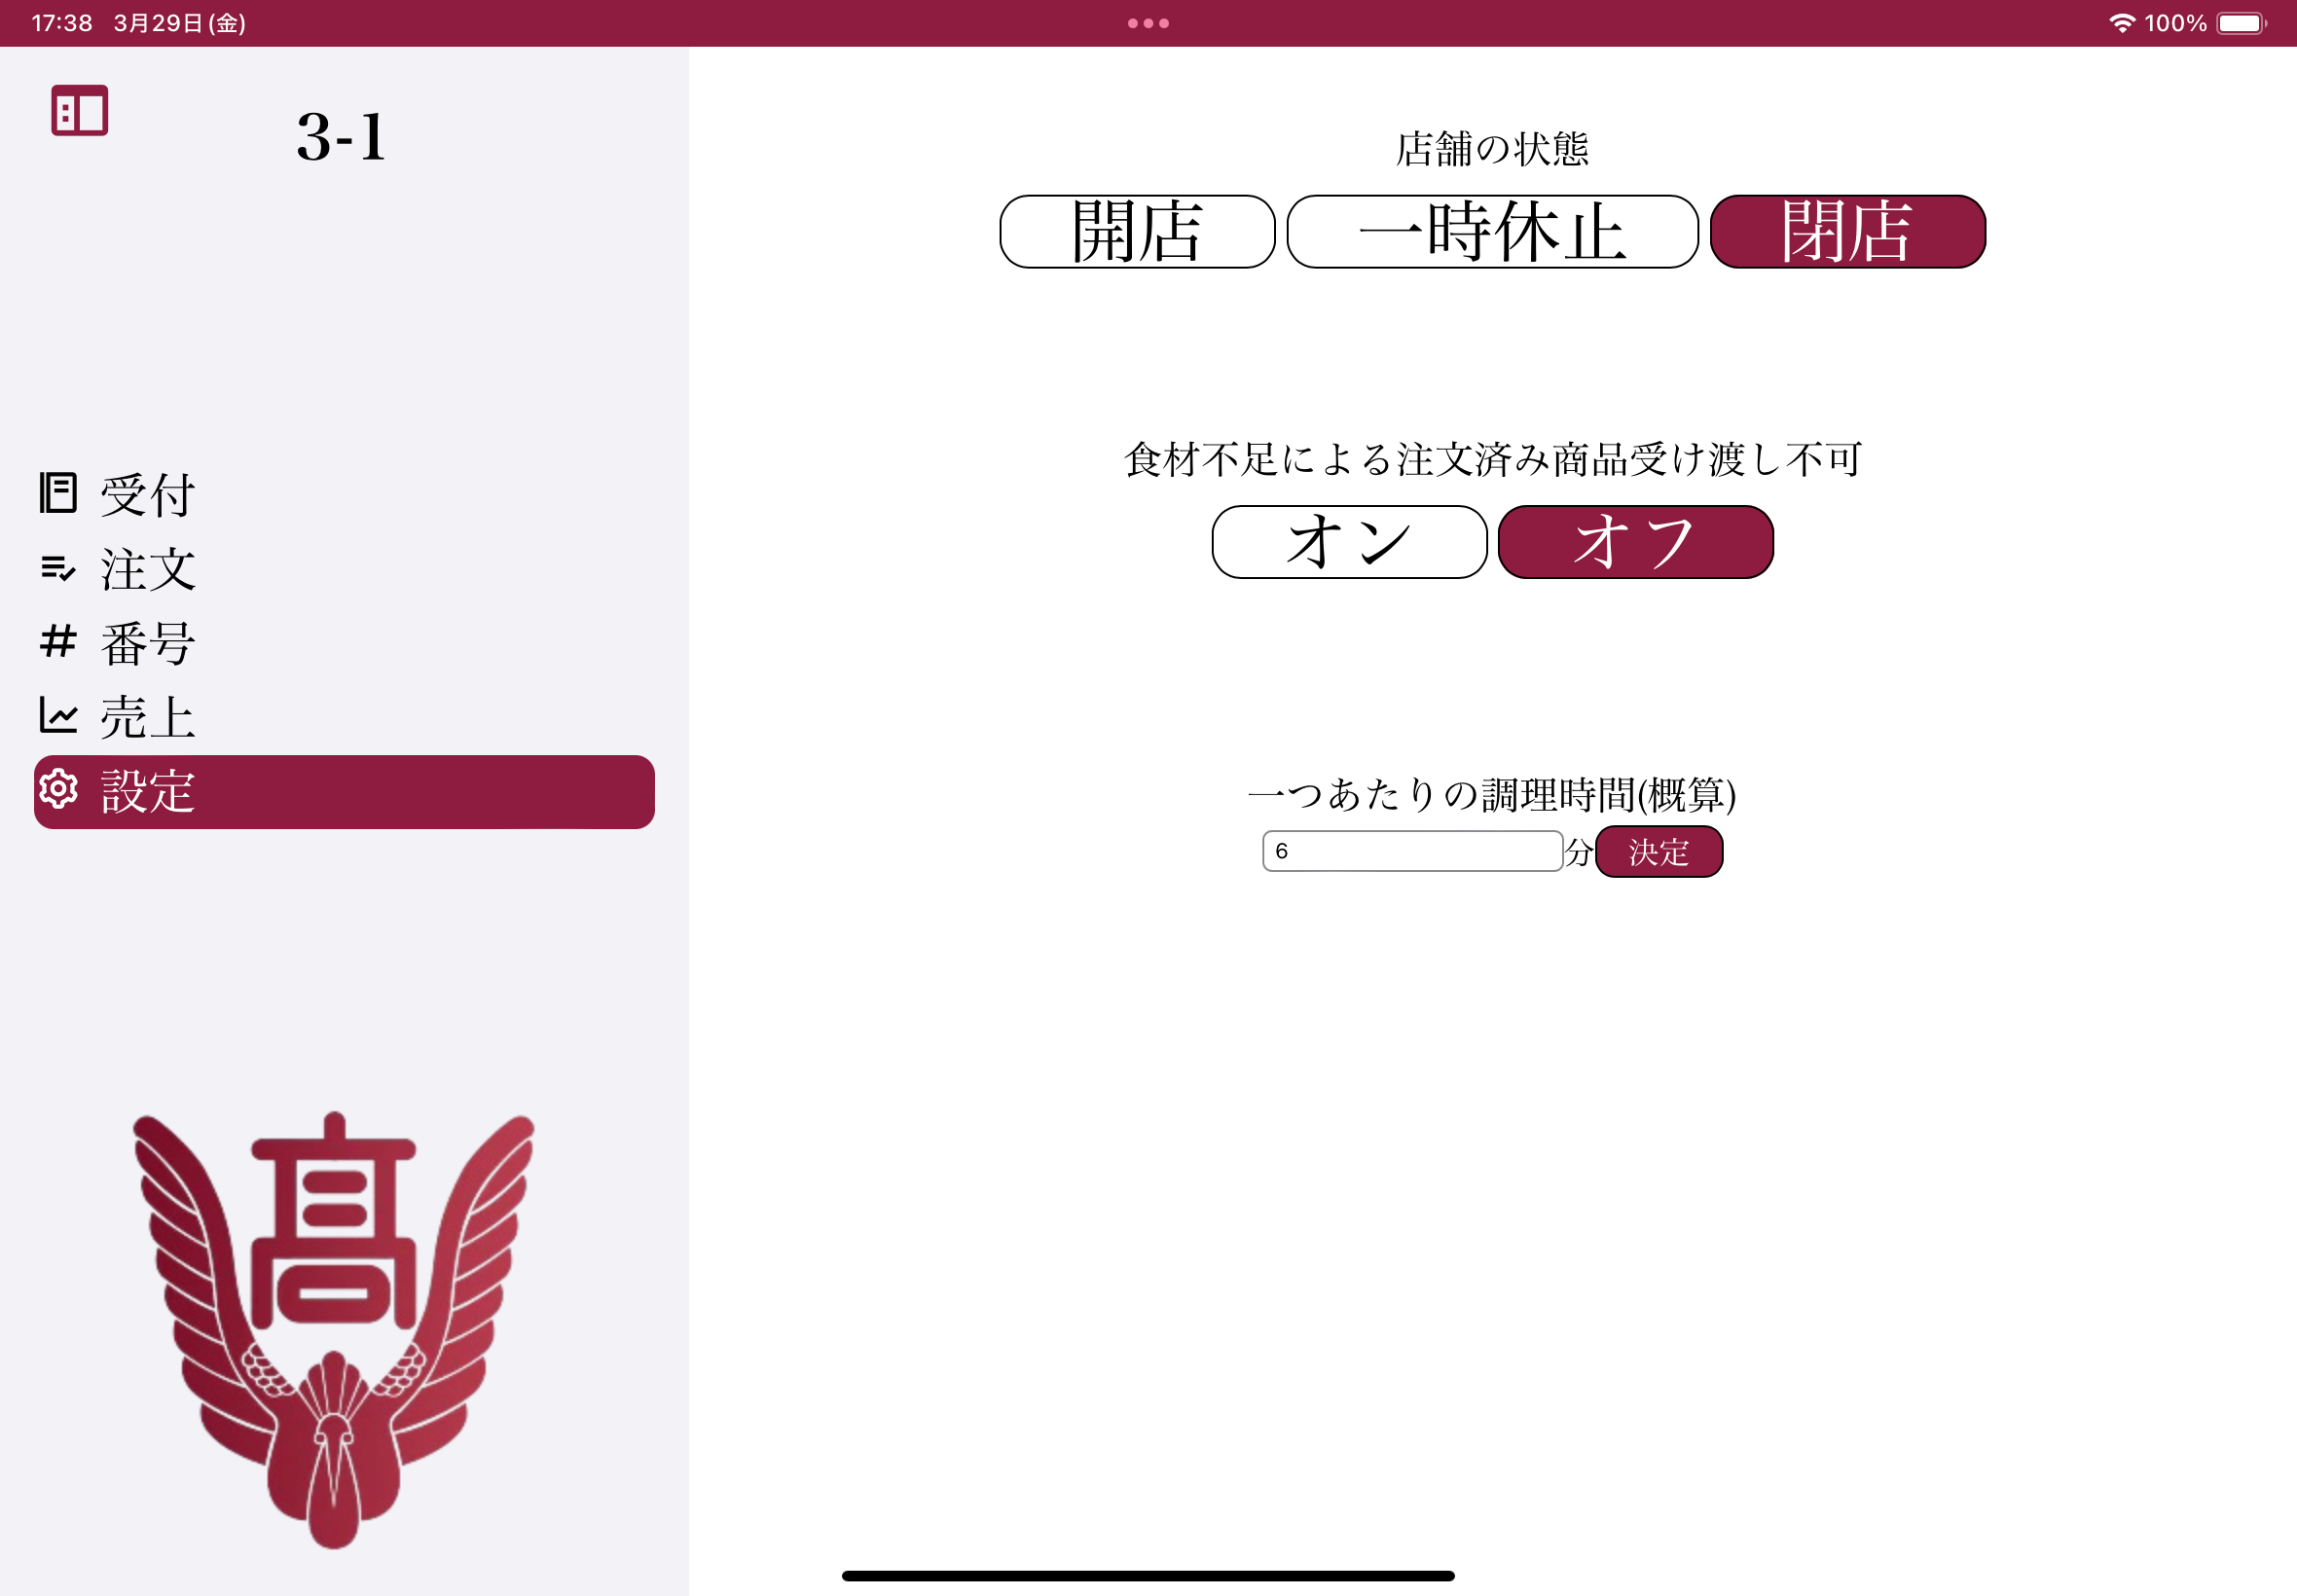 17:38 3月29日(金)
100%
3-1
受付
注文
番号
売上
設定
髙
店舗の状態
開店 一時休止 閉店
食材不足による注文済み商品受け渡し不可
オン オフ
一つあたりの調理時間(概算)
6 分 決定